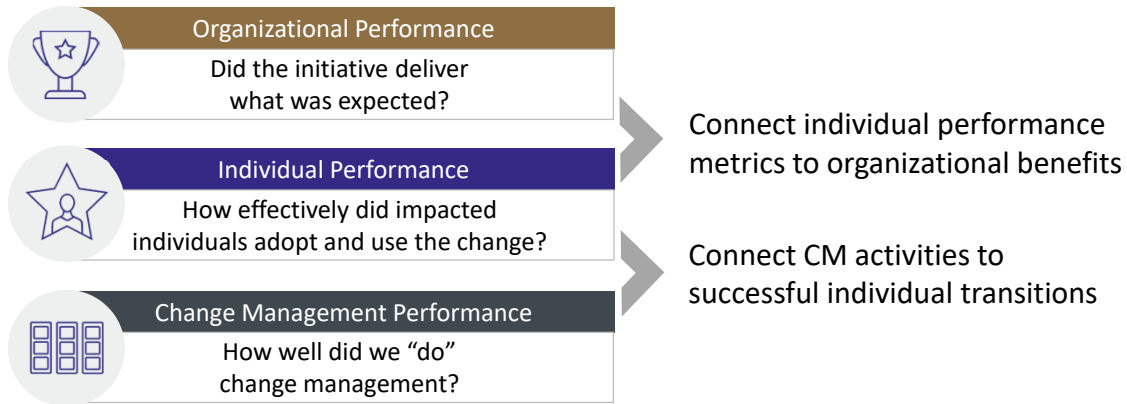 Organizational Performance
Did the initiative deliver
what was expected?
Individual Performance
How effectively did impacted
individuals adopt and use the change?
Change Management Performance
How well did we “do”
change management?
Connect individual performance
metrics to organizational benefits
Connect CM activities to
successful individual transitions